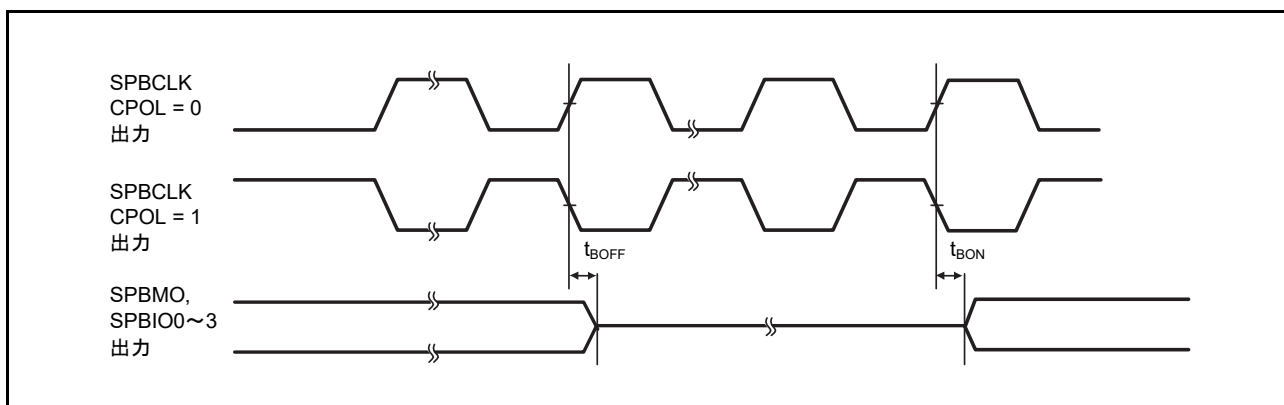 SPBCLK
CPOL = 0
出力
SPBCLK
CPOL = 1
出力
tBOFF
tBON
SPBMO,
SPBIO0～3
出力